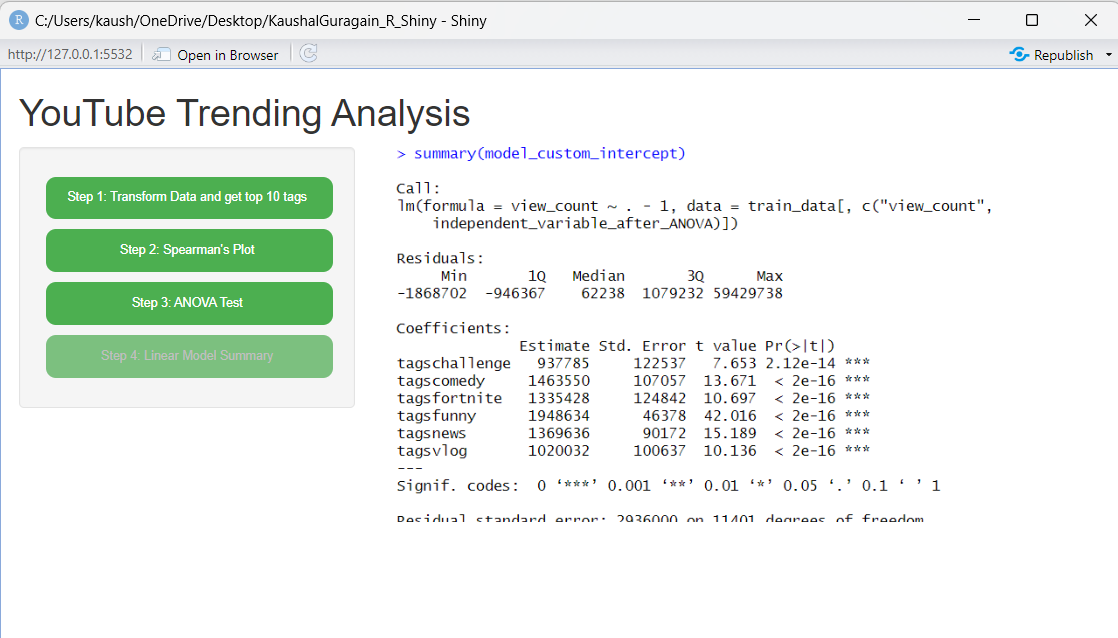 R C:/Users/kaush/OneDrive/Desktop/KaushalGuragain_R_Shiny - Shiny
http://127.0.0.1:5532 Open in Browser Republish
YouTube Trending Analysis
Step 1: Transform Data and get top 10 tags
Step 2: Spearman's Plot
Step 3: ANOVA Test
Step 4: Linear Model Summary
> summary(model_custom_intercept)
Call:
lm(formula = view_count ~ . - 1, data = train_data[, c("view_count",
    independent_variable_after_ANOVA)])
Residuals:
     Min       1Q   Median       3Q      Max
-1868702  -946367    62238  1079232 59429738
Coefficients:
              Estimate Std. Error t value Pr(>|t|)
tagschallenge   937785     122537   7.653 2.12e-14 ***
tagscomedy     1463550     107057  13.671  < 2e-16 ***
tagsfortnite   1335428     124842  10.697  < 2e-16 ***
tagsfunny      1948634      46378  42.016  < 2e-16 ***
tagsnews       1369636      90172  15.189  < 2e-16 ***
tagsvlog       1020032     100637  10.136  < 2e-16 ***
---
Signif. codes:  0 ‘***’ 0.001 ‘**’ 0.01 ‘*’ 0.05 ‘.’ 0.1 ‘ ’ 1
Residual standard error: 2936000 on 11401 degrees of freedom